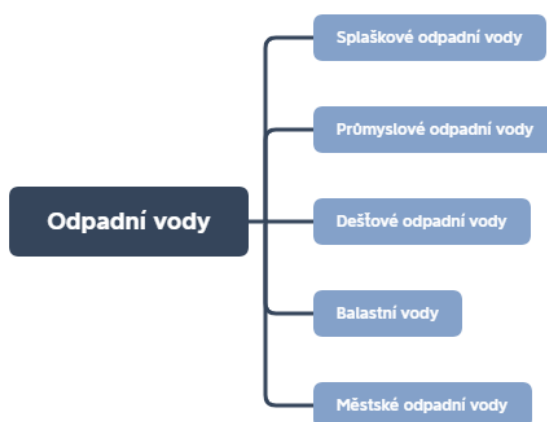 Odpadní vody
Splaškové odpadní vody
Průmyslové odpadní vody
Dešťové odpadní vody
Balastní vody
Městské odpadní vody